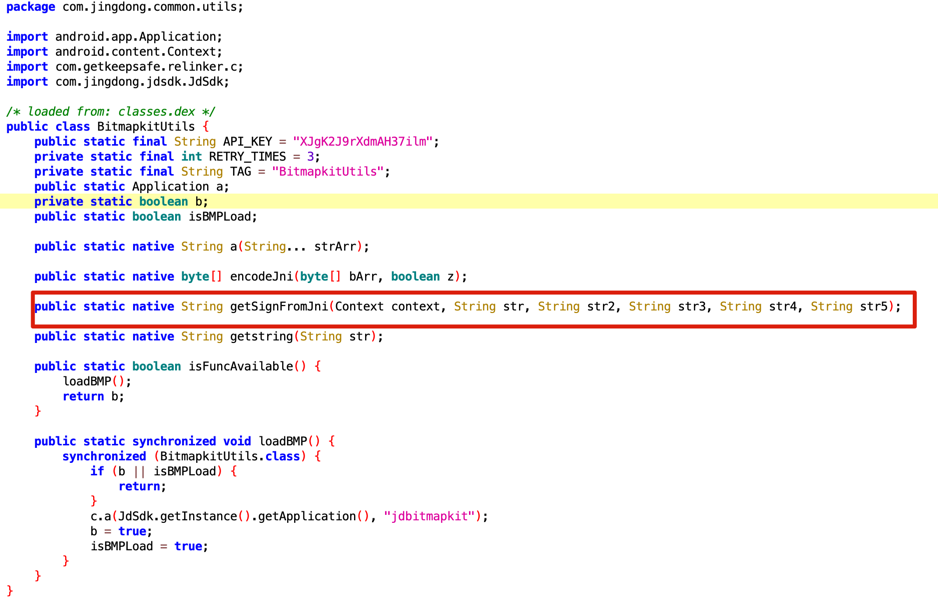 package com.jingdong.common.utils;
import android.app.Application;
import android.content.Context;
import com.getkeepsafe.relinker.c;
import com.jingdong.jdsdk.JdSdk;
/* loaded from: classes.dex */
public class BitmapkitUtils {
public static final String API_KEY = "XJgK2J9rXdmAH37ilm";
private static final int RETRY_TIMES = 3;
private static final String TAG = "BitmapkitUtils";
public static Application a;
private static boolean b;
public static boolean isBMPLoad;
public static native String a(String... strArr);
public static native byte[] encodeJni(byte[] bArr, boolean z);
public static native String getSignFromJni(Context context, String str, String str2, String str3, String str4, String str5);
public static native String getstring(String str);
public static boolean isFuncAvailable() {
loadBMP();
return b;
}
public static synchronized void loadBMP() {
synchronized (BitmapkitUtils.class) {
if (b || isBMPLoad) {
return;
}
c.a(JdSdk.getInstance().getApplication(), "jdbitmapkit");
b = true;
isBMPLoad = true;
}
}
}